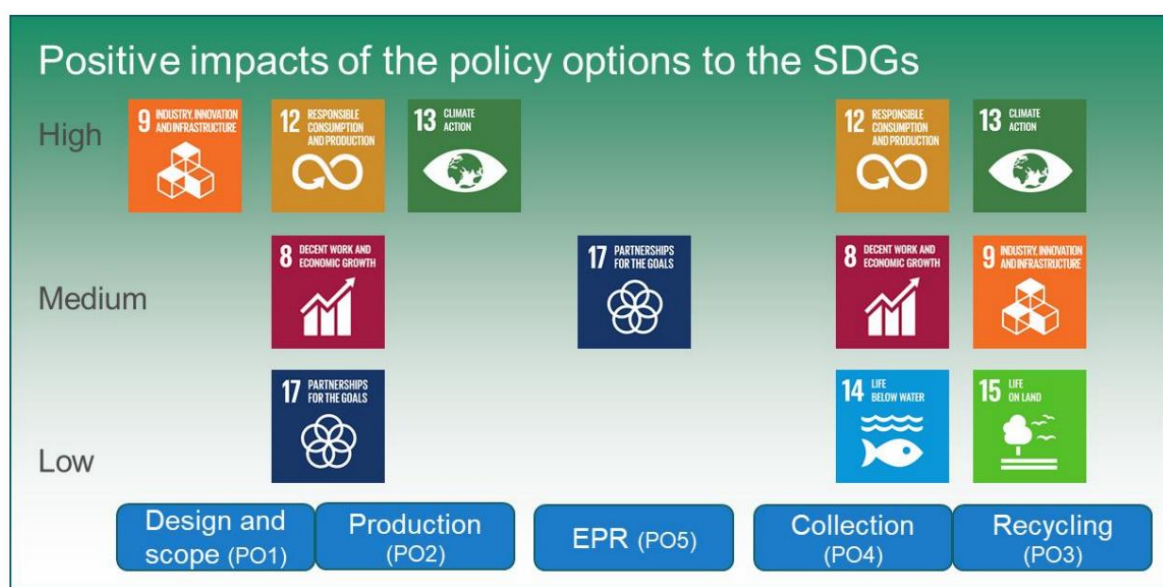 Positive impacts of the policy options to the SDGs
High
9 INDUSTRY, INNOVATION
AND INFRASTRUCTURE
12 RESPONSIBLE
CONSUMPTION
AND PRODUCTION
13 CLIMATE
ACTION
12 RESPONSIBLE
CONSUMPTION
AND PRODUCTION
13 CLIMATE
ACTION
Medium
8 DECENT WORK AND
ECONOMIC GROWTH
17 PARTNERSHIPS
FOR THE GOALS
8 DECENT WORK AND
ECONOMIC GROWTH
9 INDUSTRY, INNOVATION
AND INFRASTRUCTURE
Low
17 PARTNERSHIPS
FOR THE GOALS
14 LIFE
BELOW WATER
15 LIFE
ON LAND
Design and
scope (PO1)
Production
(PO2)
EPR (PO5)
Collection
(PO4)
Recycling
(PO3)